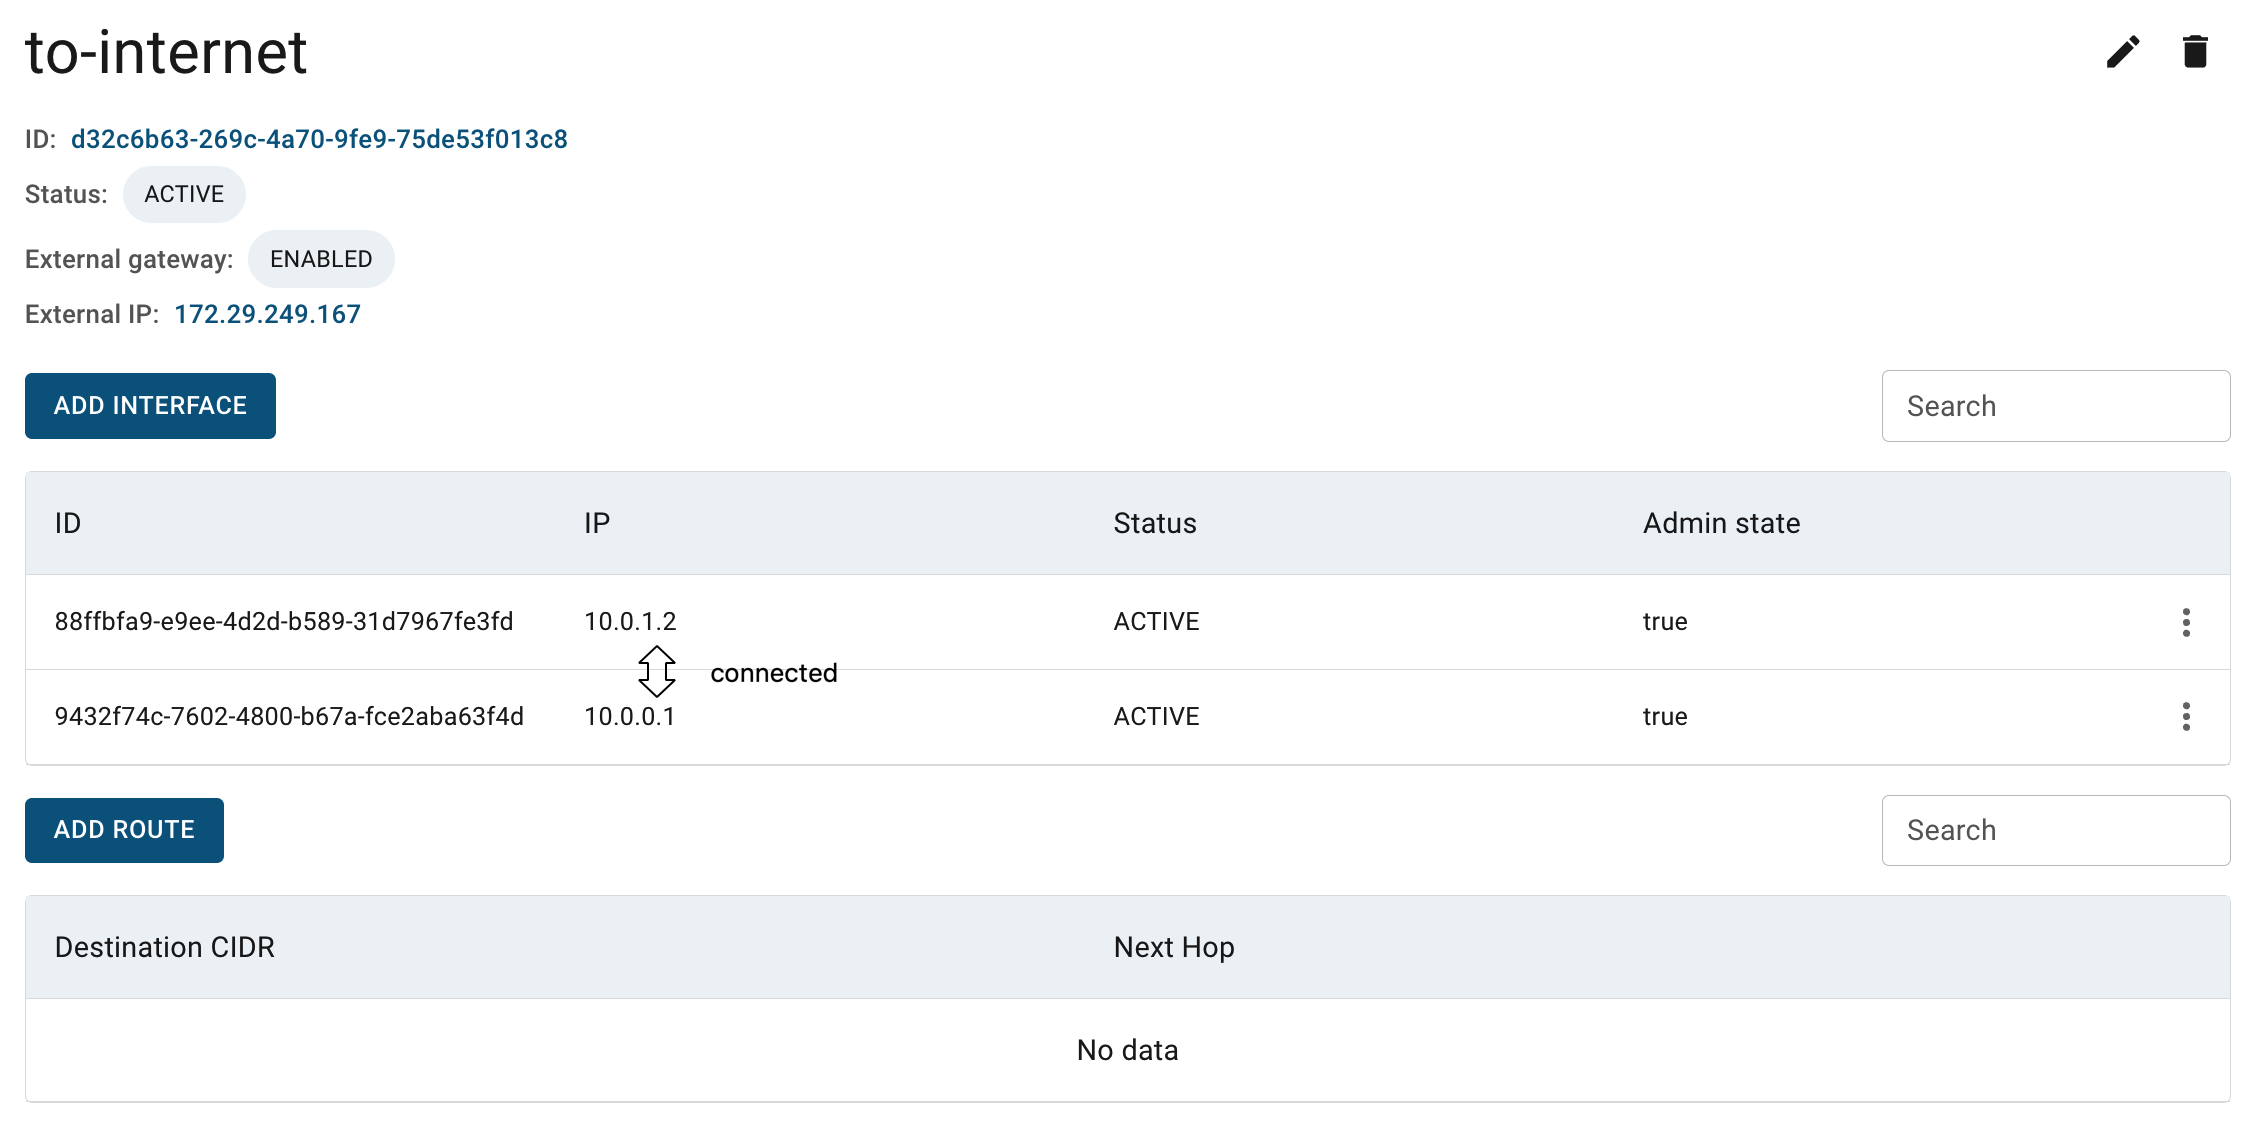 to-internet
ID: d32c6b63-269c-4a70-9fe9-75de53f013c8
Status: ACTIVE
External gateway: ENABLED
External IP: 172.29.249.167
ADD INTERFACE
Search
ID IP Status Admin state
88ffbfa9-e9ee-4d2d-b589-31d7967fe3fd 10.0.1.2 ACTIVE true
connected
9432f74c-7602-4800-b67a-fce2aba63f4d 10.0.0.1 ACTIVE true
ADD ROUTE
Search
Destination CIDR Next Hop
No data